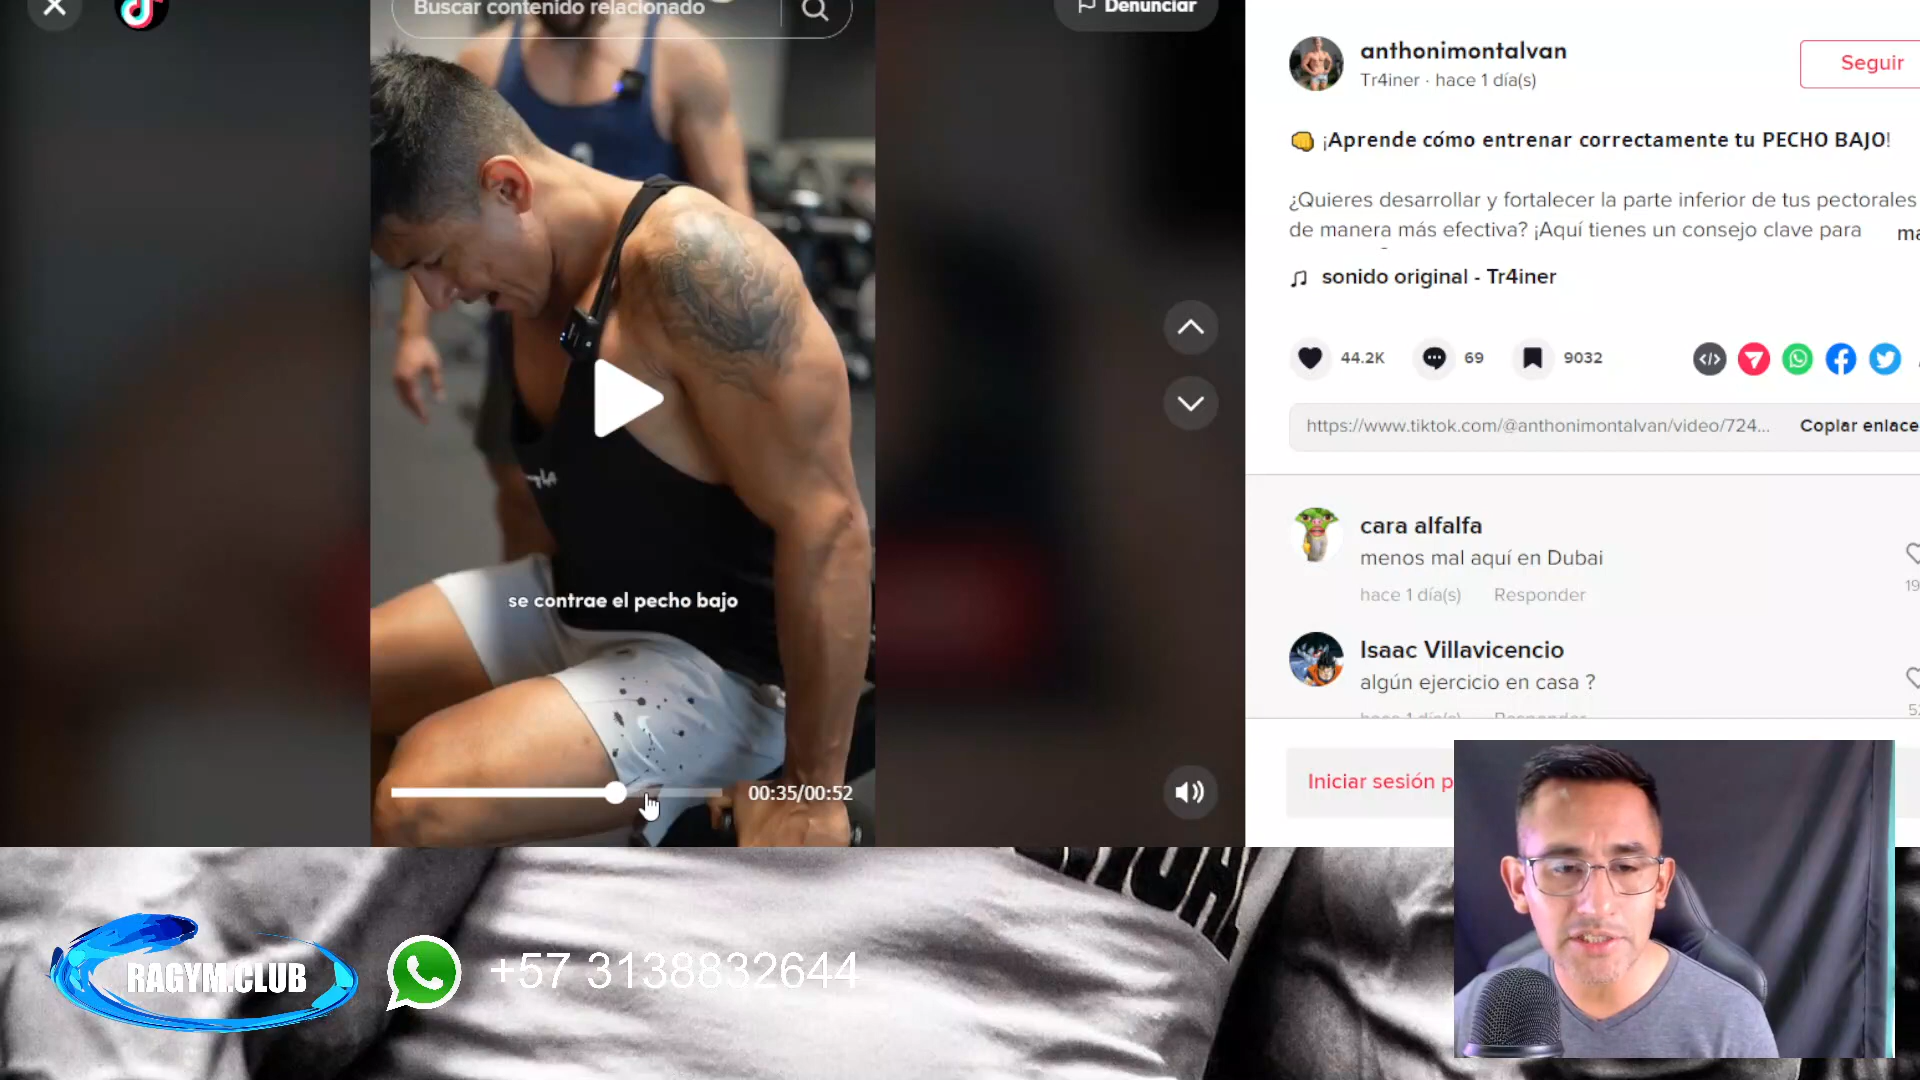 Buscar contenido relacionado
Denunciar
anthonimontalvan
Tr4iner · hace 1 día(s)
Seguir
¡Aprende cómo entrenar correctamente tu PECHO BAJO!
¿Quieres desarrollar y fortalecer la parte inferior de tus pectorales
de manera más efectiva? ¡Aquí tienes un consejo clave para
sonido original - Tr4iner
44.2K
69
9032
https://www.tiktok.com/@anthonimontalvan/video/724...
Copiar enlace
cara alfalfa
menos mal aquí en Dubai
hace 1 día(s) Responder
Isaac Villavicencio
algún ejercicio en casa ?
hace 1 día(s) Responder
Iniciar sesión p
se contrae el pecho bajo
00:35/00:52
RAGYM.CLUB
+57 3138832644